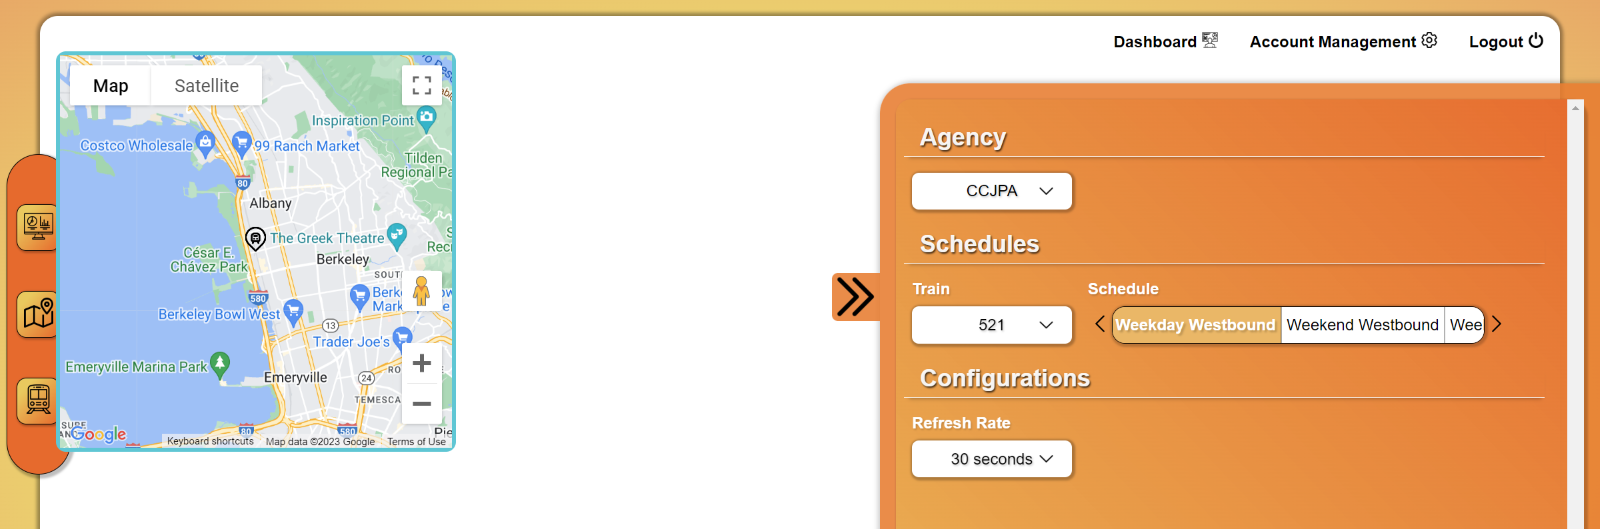 Dashboard
Account Management
Logout
Map
Satellite
Inspiration Point
Costco Wholesale
99 Ranch Market
Tilden
Regional Pa
80
Albany
The Greek Theatre
César E.
Chávez Park
Berkeley
SOUT
580
Berkeley Bowl West
13
Trader Joe's
Emeryville Marina Park
Emeryville
24
TEMESCA
80
580
Google
Keyboard shortcuts
Map data ©2023 Google
Terms of Use
Agency
CCJPA
Schedules
Train
Schedule
521
Weekday Westbound
Weekend Westbound
Wee
Configurations
Refresh Rate
30 seconds